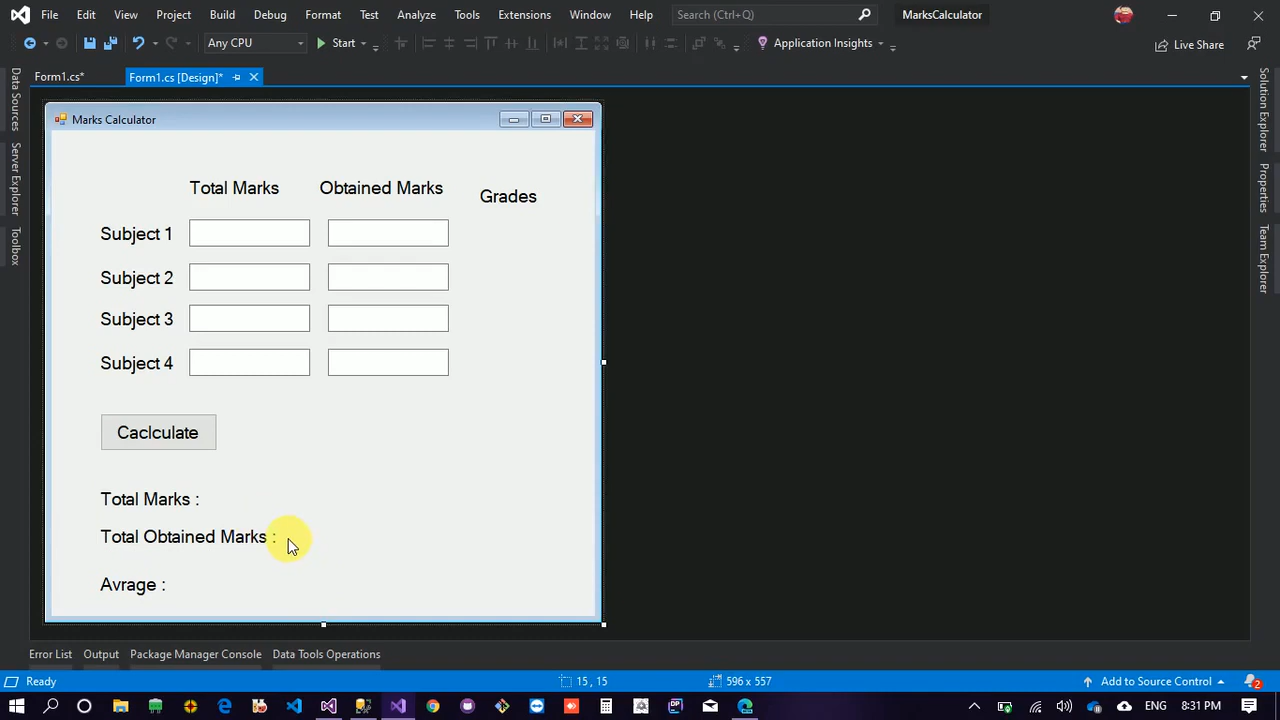 File Edit View Project Build Debug Format Test Analyze Tools Extensions Window Help Search (Ctrl+Q) MarksCalculator
Any CPU Start Application Insights Live Share
Form1.cs* Form1.cs [Design]*
Data Sources
Server Explorer
Toolbox
Solution Explorer
Properties
Team Explorer
Marks Calculator
Total Marks Obtained Marks Grades
Subject 1
Subject 2
Subject 3
Subject 4
Caclculate
Total Marks :
Total Obtained Marks :
Avrage :
Error List Output Package Manager Console Data Tools Operations
Ready 15 , 15 596 x 557 Add to Source Control 2
DP ENG 8:31 PM